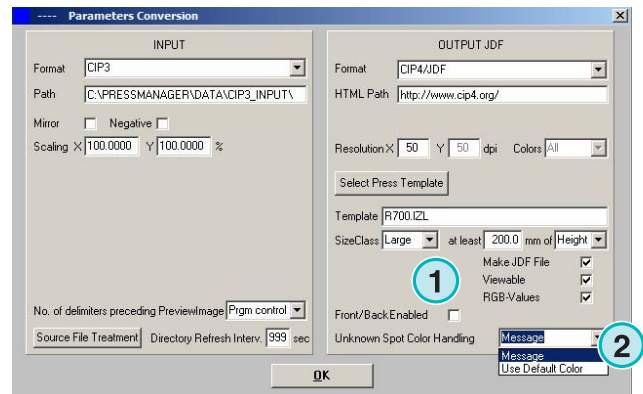 ---- Parameters Conversion
INPUT
Format CIP3
Path C:\PRESSMANAGER\DATA\CIP3_INPUT\
Mirror Negative
Scaling X 100.0000 Y 100.0000 %
No. of delimiters preceding PreviewImage Prgm control
Source File Treatment Directory Refresh Interv. 999 sec
OUTPUT JDF
Format CIP4/JDF
HTML Path http://www.cip4.org/
Resolution X 50 Y 50 dpi Colors All
Select Press Template
Template R700.IZL
SizeClass Large at least 200.0 mm of Height
Make JDF File
1
Viewable
RGB-Values
Front/Back Enabled
Unknown Spot Color Handling Message
2
Message
Use Default Color
OK